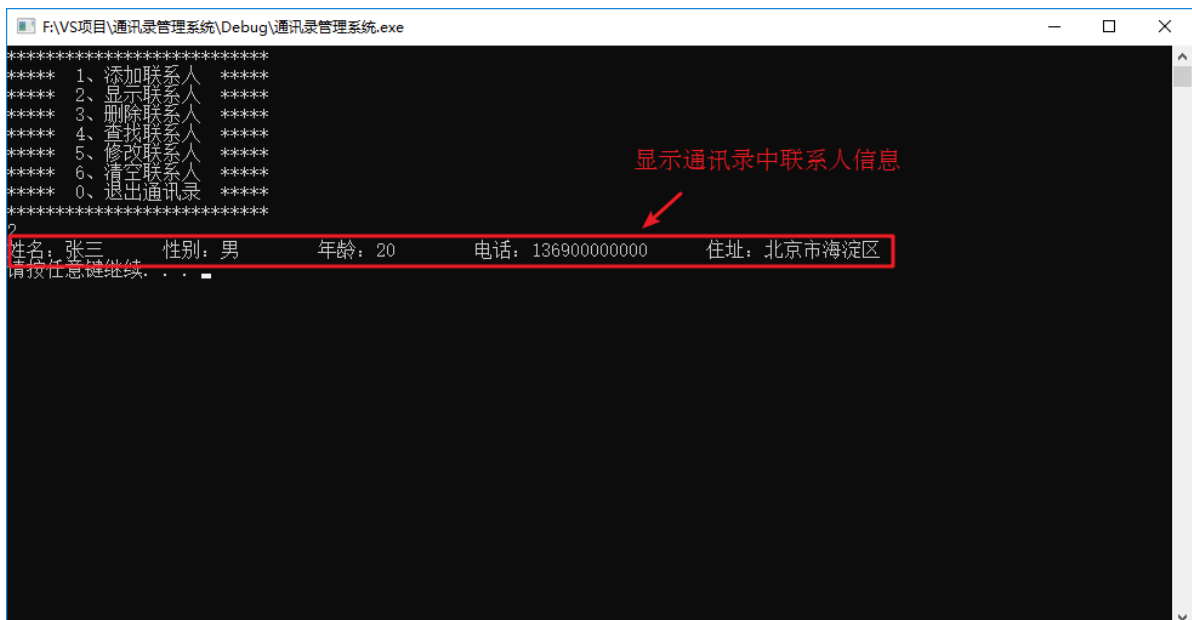 F:\VS项目\通讯录管理系统\Debug\通讯录管理系统.exe
***************************
*****  1、添加联系人  *****
*****  2、显示联系人  *****
*****  3、删除联系人  *****
*****  4、查找联系人  *****
*****  5、修改联系人  *****
*****  6、清空联系人  *****
*****  0、退出通讯录  *****
***************************
显示通讯录中联系人信息
2
姓名：张三 性别：男 年龄：20 电话：136900000000 住址：北京市海淀区
请按任意键继续. . .